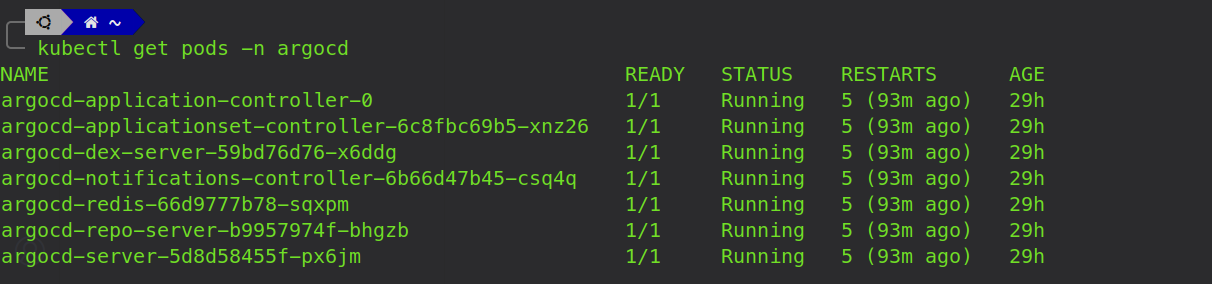 ~
kubectl get pods -n argocd
NAME READY STATUS RESTARTS AGE
argocd-application-controller-0 1/1 Running 5 (93m ago) 29h
argocd-applicationset-controller-6c8fbc69b5-xnz26 1/1 Running 5 (93m ago) 29h
argocd-dex-server-59bd76d76-x6ddg 1/1 Running 5 (93m ago) 29h
argocd-notifications-controller-6b66d47b45-csq4q 1/1 Running 5 (93m ago) 29h
argocd-redis-66d9777b78-sqxpm 1/1 Running 5 (93m ago) 29h
argocd-repo-server-b9957974f-bhgzb 1/1 Running 5 (93m ago) 29h
argocd-server-5d8d58455f-px6jm 1/1 Running 5 (93m ago) 29h